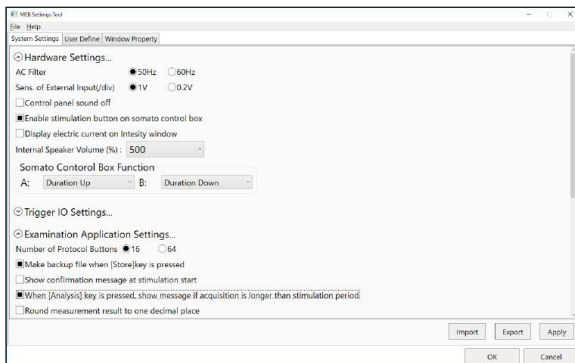 MEB Settings Tool
File Help
System Settings User Define Window Property
Hardware Settings...
AC Filter 50Hz 60Hz
Sens. of External Input(/div) 1V 0.2V
Control panel sound off
Enable stimulation button on somato control box
Display electric current on Intesity window
Internal Speaker Volume (%) : 500
Somato Contorol Box Function
A: Duration Up B: Duration Down
Trigger IO Settings...
Examination Application Settings...
Number of Protocol Buttons 16 64
Make backup file when [Store]key is pressed
Show confirmation message at stimulation start
When [Analysis] key is pressed, show message if acquisition is longer than stimulation period
Round measurement result to one decimal place
Import Export Apply
OK Cancel